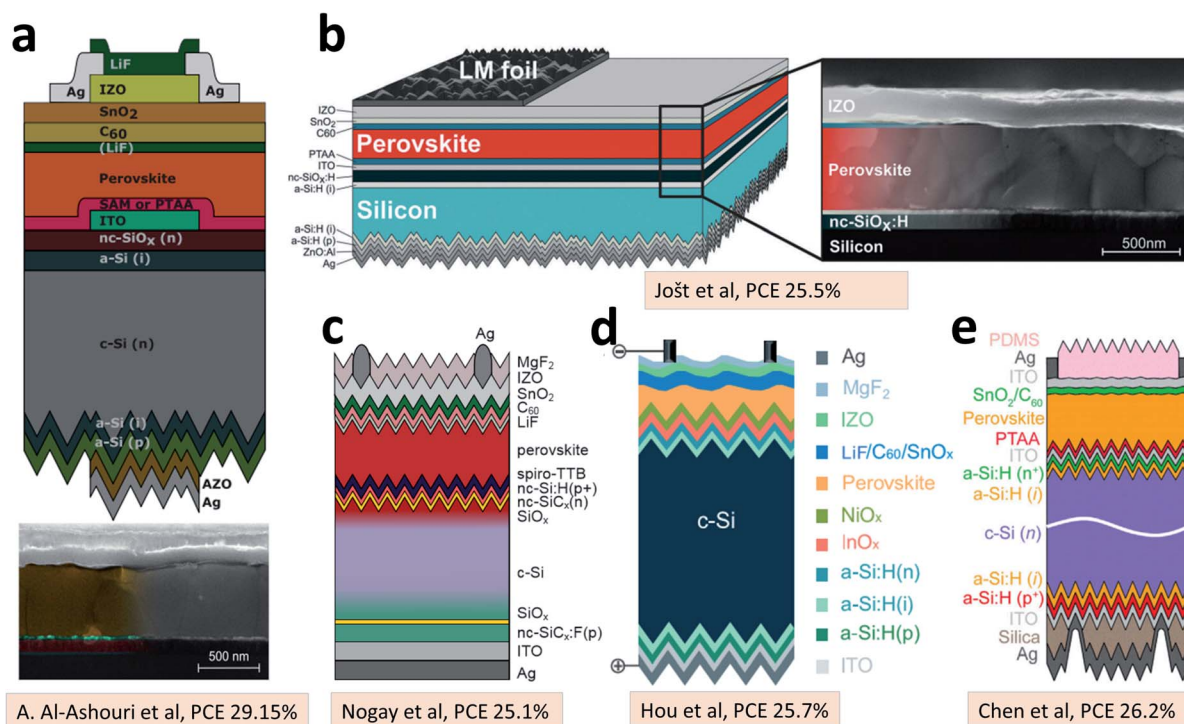 a
LiF
IZO
Ag
Ag
SnO2
C60
(LiF)
Perovskite
SAM or PTAA
ITO
nc-SiOX (n)
a-Si (i)
c-Si (n)
a-Si (i)
a-Si (p)
AZO
Ag
500 nm
A. Al-Ashouri et al, PCE 29.15%
b
LM foil
IZO
SnO2
C60
Perovskite
PTAA
ITO
nc-SiOX:H
a-Si:H (i)
Silicon
a-Si:H (i)
a-Si:H (p)
ZnO:Al
Ag
IZO
Perovskite
nc-SiOX:H
Silicon
500nm
Jošt et al, PCE 25.5%
c
Ag
MgF2
IZO
SnO2
C60
LiF
perovskite
spiro-TTB
nc-Si:H(p+)
nc-SiCx(n)
SiOx
c-Si
SiOx
nc-SiCx:F(p)
ITO
Ag
Nogay et al, PCE 25.1%
d
c-Si
Ag
MgF2
IZO
LiF/C60/SnOx
Perovskite
NiOx
InOx
a-Si:H(n)
a-Si:H(i)
a-Si:H(p)
ITO
Hou et al, PCE 25.7%
e
PDMS
Ag
ITO
SnO2/C60
Perovskite
PTAA
ITO
a-Si:H (n+)
a-Si:H (i)
c-Si (n)
a-Si:H (i)
a-Si:H (p+)
ITO
Silica
Ag
Chen et al, PCE 26.2%